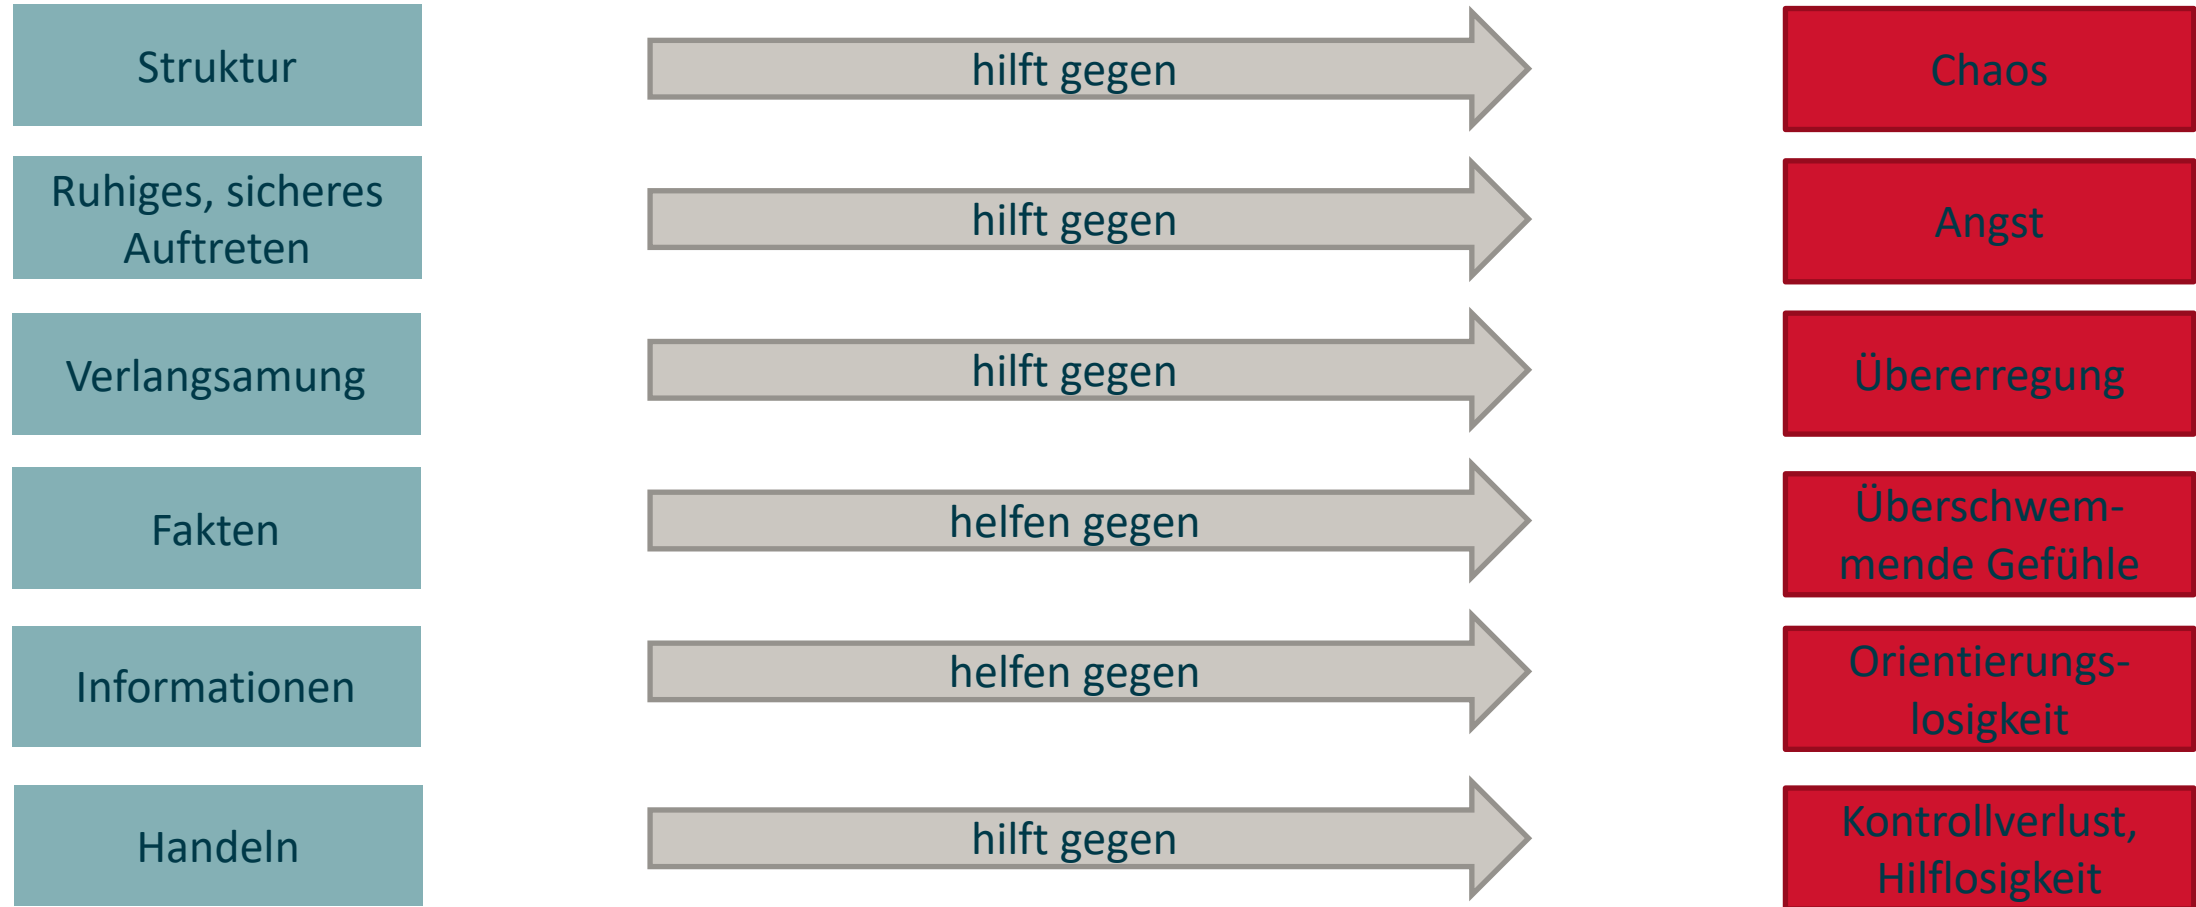 Struktur
hilft gegen
Chaos
Ruhiges, sicheres
Auftreten
hilft gegen
Angst
Verlangsamung
hilft gegen
Übererregung
Fakten
helfen gegen
Überschwem-
mende Gefühle
Informationen
helfen gegen
Orientierungs-
losigkeit
Handeln
hilft gegen
Kontrollverlust,
Hilflosigkeit